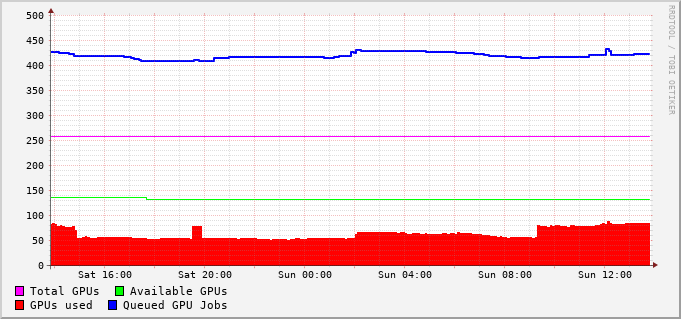 500
450
400
350
300
250
200
150
100
50
0
Sat 16:00 Sat 20:00 Sun 00:00 Sun 04:00 Sun 08:00 Sun 12:00
Total GPUs Available GPUs
GPUs used Queued GPU Jobs
RRDTOOL / TOBI OETIKER